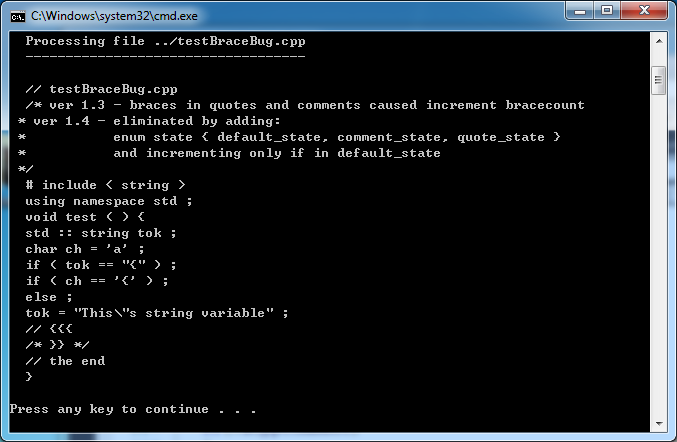 C:\Windows\system32\cmd.exe
Processing file ../testBraceBug.cpp
-----------------------------------
// testBraceBug.cpp
/* ver 1.3 - braces in quotes and comments caused increment bracecount
* ver 1.4 - eliminated by adding:
*           enum state { default_state, comment_state, quote_state }
*           and incrementing only if in default_state
*/
# include < string >
using namespace std ;
void test ( ) {
std :: string tok ;
char ch = 'a' ;
if ( tok == "{" ) ;
if ( ch == '{' ) ;
else ;
tok = "This\"s string variable" ;
// {{{
/* }} */
// the end
}
Press any key to continue . . .